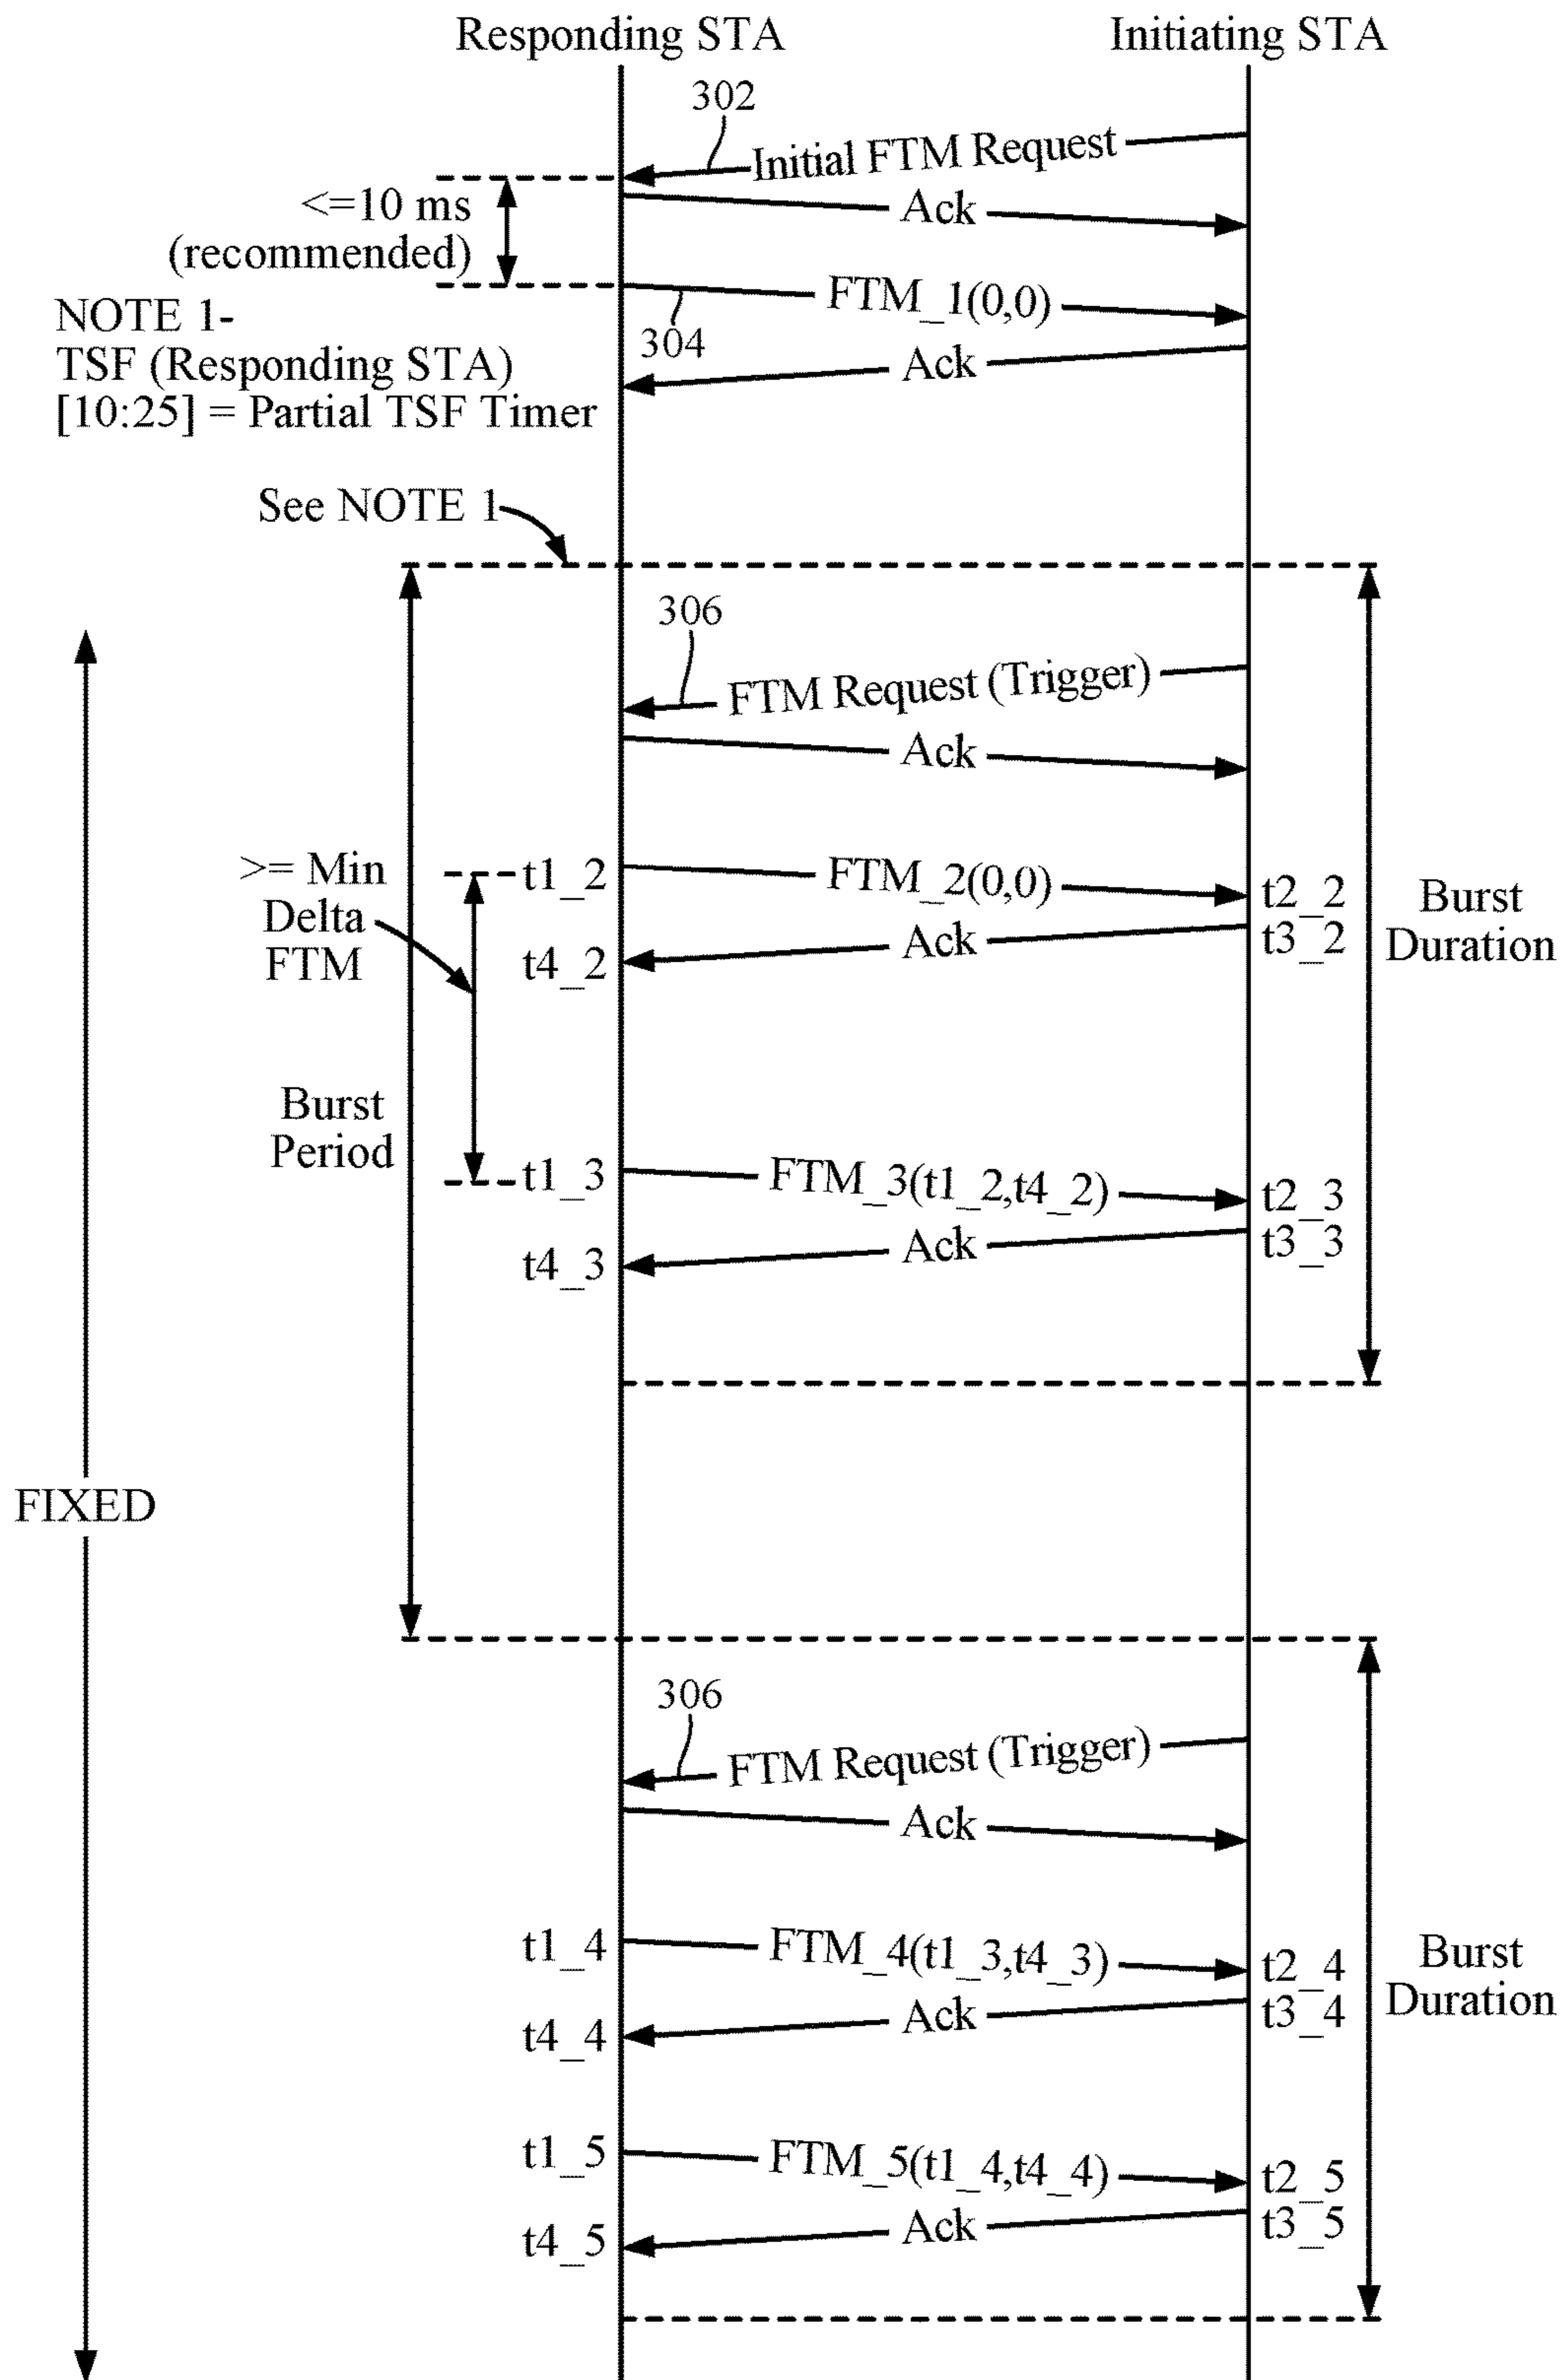 Responding STA
Initiating STA
302
Initial FTM Request
<=10 ms
(recommended)
Ack
FTM_1(0,0)
304
NOTE 1-
TSF (Responding STA)
[10:25] = Partial TSF Timer
Ack
See NOTE 1
306
FTM Request (Trigger)
Ack
>= Min
Delta
FTM
t1_2
FTM_2(0,0)
t2_2
t3_2
Ack
t4_2
Burst
Duration
Burst
Period
t1_3
FTM_3(t1_2,t4_2)
t2_3
t3_3
Ack
t4_3
FIXED
306
FTM Request (Trigger)
Ack
t1_4
FTM_4(t1_3,t4_3)
t2_4
t3_4
Ack
t4_4
Burst
Duration
t1_5
FTM_5(t1_4,t4_4)
t2_5
t3_5
Ack
t4_5